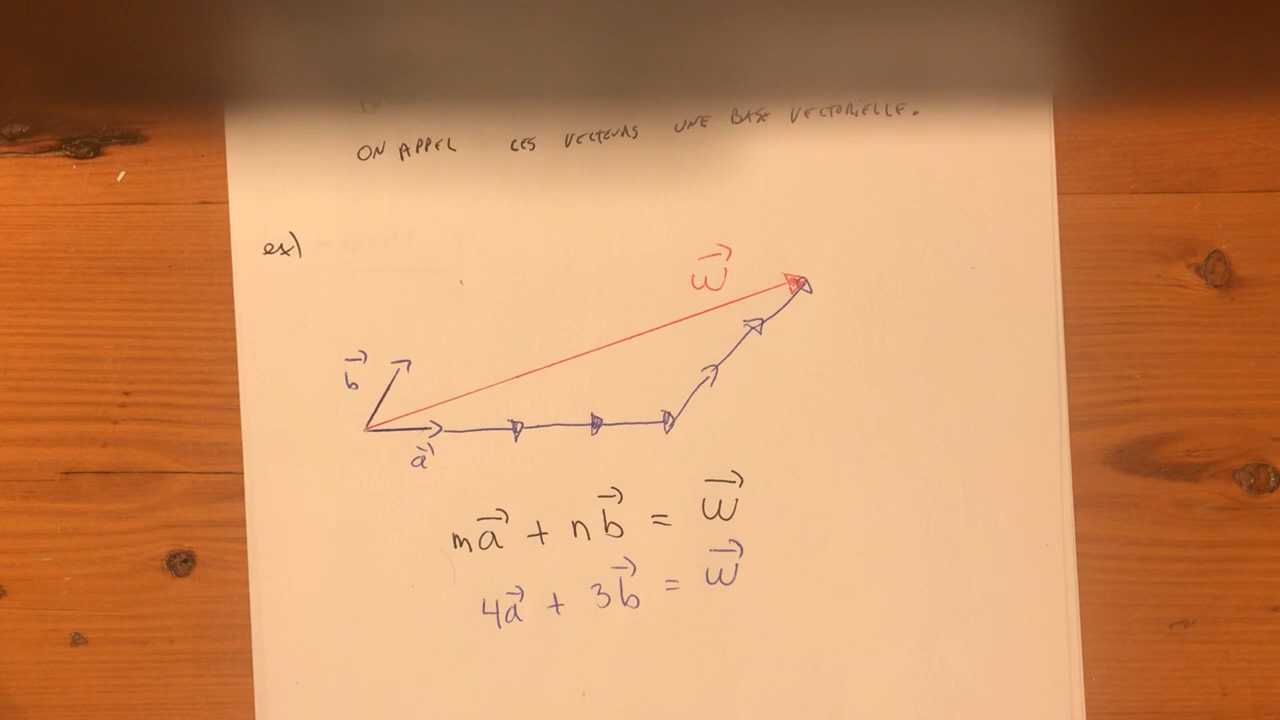 ON APPEL CES VECTEURS UNE BASE VECTORIELLE.
ex)
w⃗
b⃗
a⃗
ma⃗ + nb⃗ = w⃗
4a⃗ + 3b⃗ = w⃗